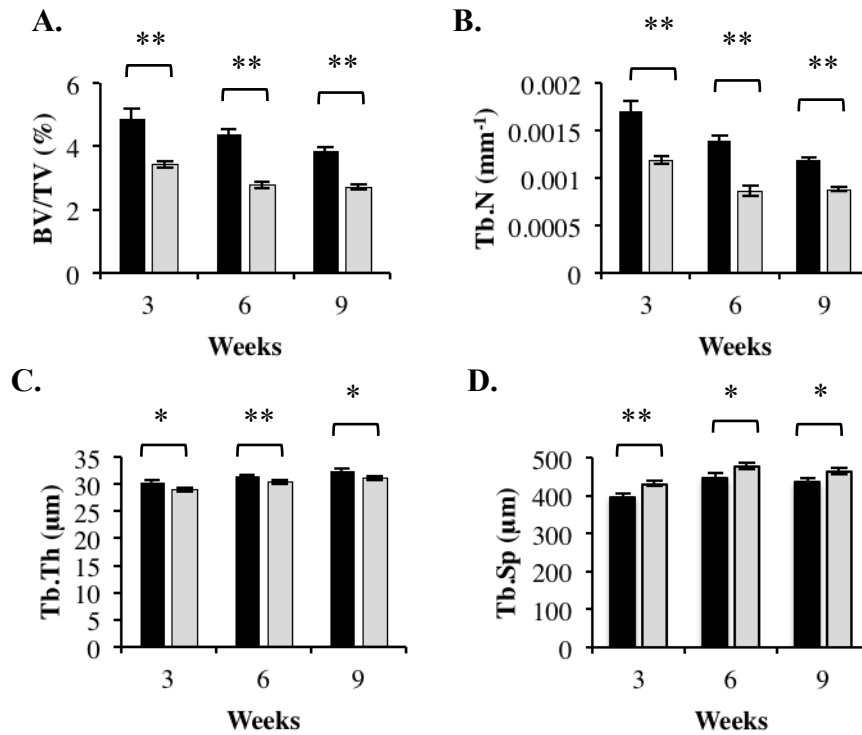 A.
**
**
**
BV/TV (%)
6
4
2
0
3 6 9
Weeks
B.
**
**
**
Tb.N (mm⁻¹)
0.002
0.0015
0.001
0.0005
0
3 6 9
Weeks
C.
*
**
*
Tb.Th (µm)
35
30
25
20
15
10
5
0
3 6 9
Weeks
D.
**
*
*
Tb.Sp (µm)
500
400
300
200
100
0
3 6 9
Weeks